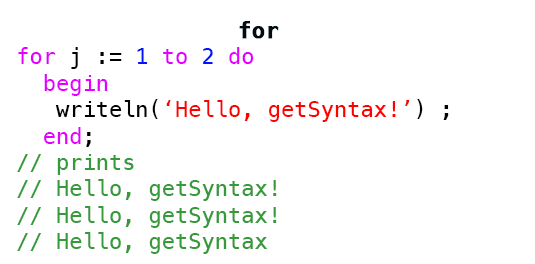 for
for j := 1 to 2 do
begin
writeln(‘Hello, getSyntax!’) ;
end;
// prints
// Hello, getSyntax!
// Hello, getSyntax!
// Hello, getSyntax